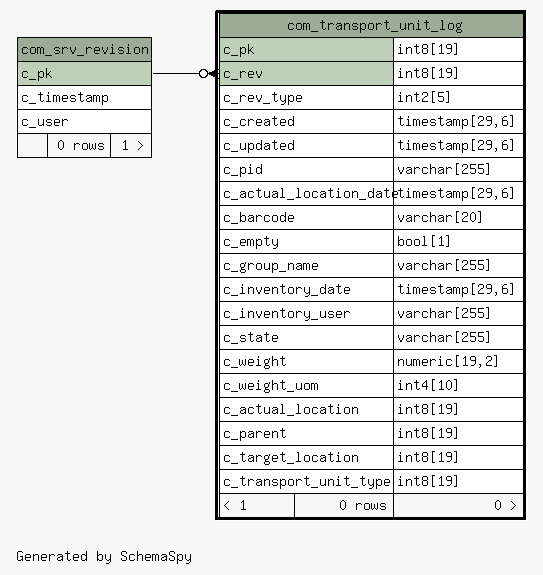 com_srv_revision
c_pk
c_timestamp
c_user
0 rows 1 >
com_transport_unit_log
c_pk int8[19]
c_rev int8[19]
c_rev_type int2[5]
c_created timestamp[29,6]
c_updated timestamp[29,6]
c_pid varchar[255]
c_actual_location_date timestamp[29,6]
c_barcode varchar[20]
c_empty bool[1]
c_group_name varchar[255]
c_inventory_date timestamp[29,6]
c_inventory_user varchar[255]
c_state varchar[255]
c_weight numeric[19,2]
c_weight_uom int4[10]
c_actual_location int8[19]
c_parent int8[19]
c_target_location int8[19]
c_transport_unit_type int8[19]
< 1 0 rows 0 >
Generated by SchemaSpy